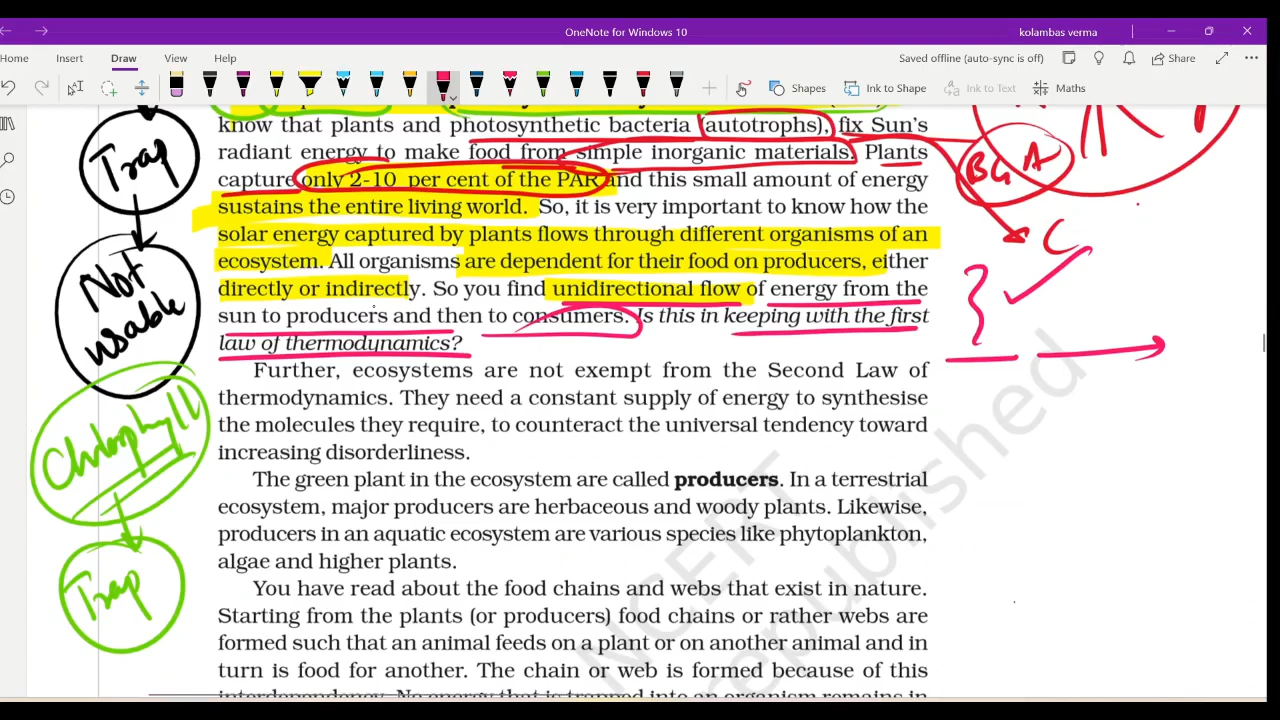 OneNote for Windows 10
kolambas verma
Home Insert Draw View Help
Saved offline (auto-sync is off)
Share
Shapes
Ink to Shape
Ink to Text
Maths
know that plants and photosynthetic bacteria (autotrophs), fix Sun's
radiant energy to make food from simple inorganic materials. Plants
capture only 2-10 per cent of the PAR and this small amount of energy
sustains the entire living world. So, it is very important to know how the
solar energy captured by plants flows through different organisms of an
ecosystem. All organisms are dependent for their food on producers, either
directly or indirectly. So you find unidirectional flow of energy from the
sun to producers and then to consumers. Is this in keeping with the first
law of thermodynamics?
Further, ecosystems are not exempt from the Second Law of
thermodynamics. They need a constant supply of energy to synthesise
the molecules they require, to counteract the universal tendency toward
increasing disorderliness.
The green plant in the ecosystem are called producers. In a terrestrial
ecosystem, major producers are herbaceous and woody plants. Likewise,
producers in an aquatic ecosystem are various species like phytoplankton,
algae and higher plants.
You have read about the food chains and webs that exist in nature.
Starting from the plants (or producers) food chains or rather webs are
formed such that an animal feeds on a plant or on another animal and in
turn is food for another. The chain or web is formed because of this
interdependency. No energy that is trapped into an organism remains in
Trap
Not
usable
Chlorophyll
Trap
BGA
C
NCERT
republished